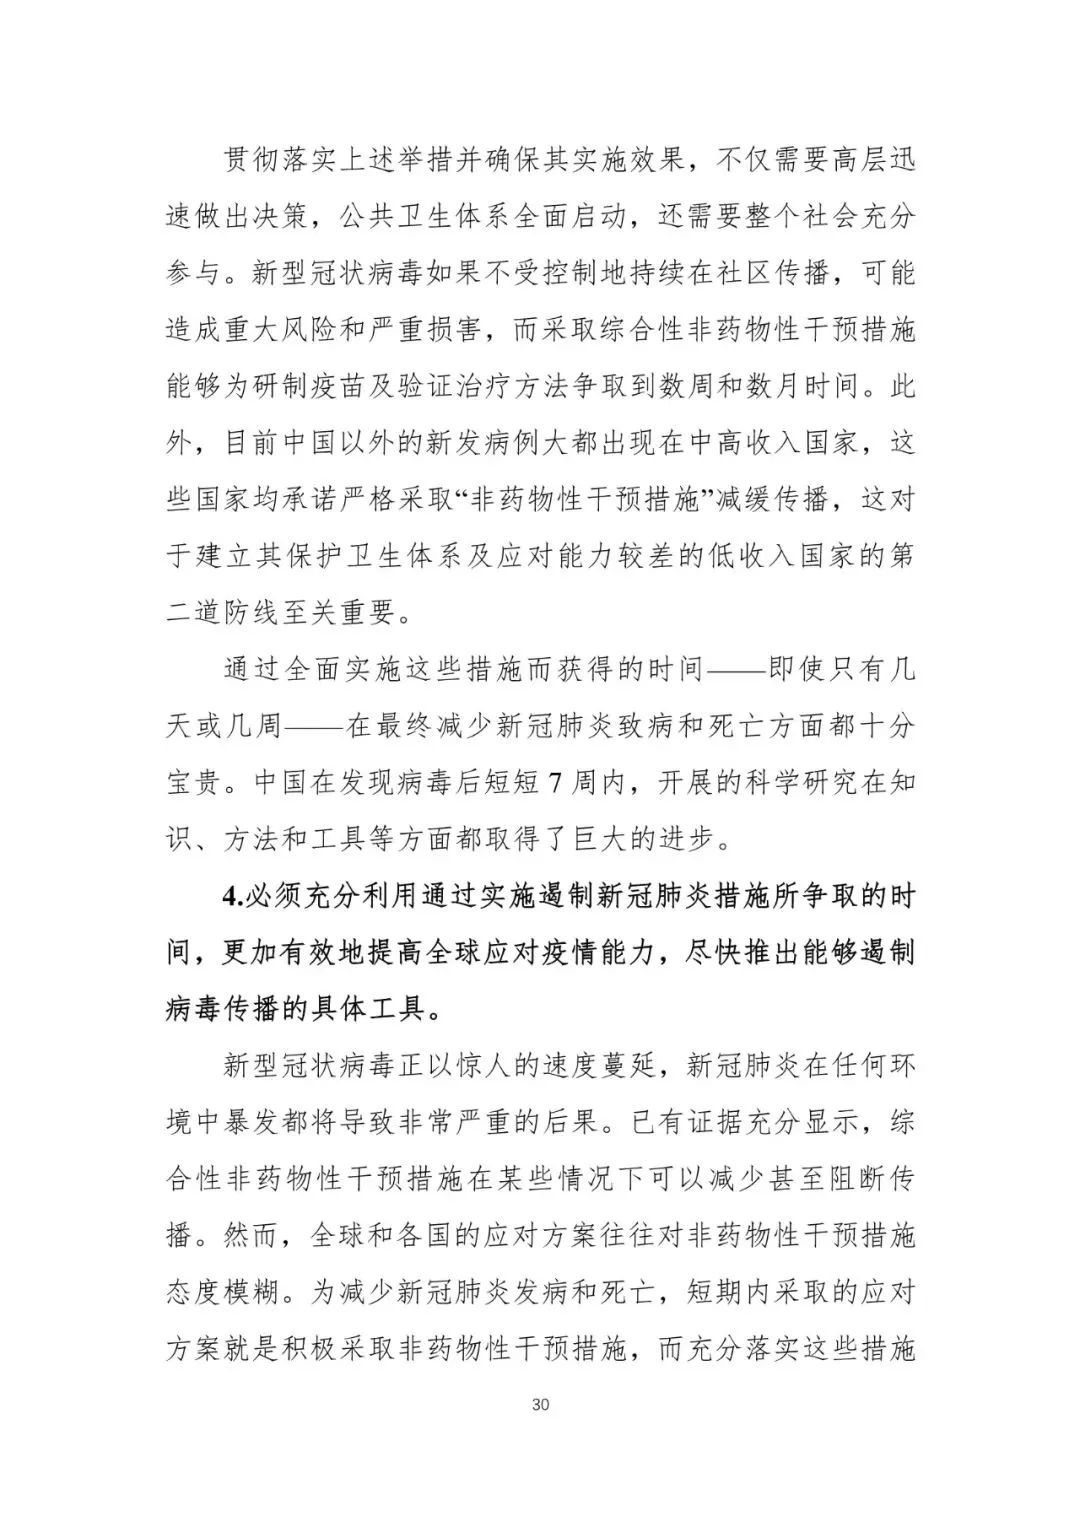 贯彻落实上述举措并确保其实施效果，不仅需要高层迅
速做出决策，公共卫生体系全面启动，还需要整个社会充分
参与。新型冠状病毒如果不受控制地持续在社区传播，可能
造成重大风险和严重损害，而采取综合性非药物性干预措施
能够为研制疫苗及验证治疗方法争取到数周和数月时间。此
外，目前中国以外的新发病例大都出现在中高收入国家，这
些国家均承诺严格采取“非药物性干预措施”减缓传播，这对
于建立其保护卫生体系及应对能力较差的低收入国家的第
二道防线至关重要。
通过全面实施这些措施而获得的时间——即使只有几
天或几周——在最终减少新冠肺炎致病和死亡方面都十分
宝贵。中国在发现病毒后短短 7 周内，开展的科学研究在知
识、方法和工具等方面都取得了巨大的进步。
4.必须充分利用通过实施遏制新冠肺炎措施所争取的时
间，更加有效地提高全球应对疫情能力，尽快推出能够遏制
病毒传播的具体工具。
新型冠状病毒正以惊人的速度蔓延，新冠肺炎在任何环
境中暴发都将导致非常严重的后果。已有证据充分显示，综
合性非药物性干预措施在某些情况下可以减少甚至阻断传
播。然而，全球和各国的应对方案往往对非药物性干预措施
态度模糊。为减少新冠肺炎发病和死亡，短期内采取的应对
方案就是积极采取非药物性干预措施，而充分落实这些措施
30